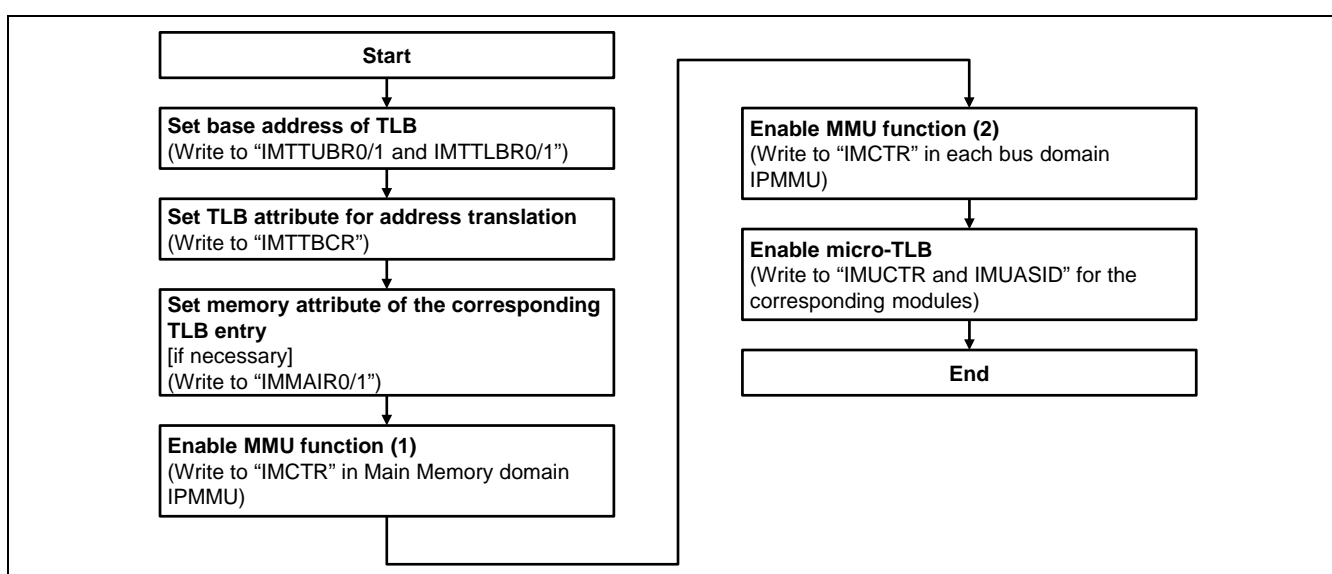 Start
Set base address of TLB
(Write to “IMTTUBR0/1 and IMTTLBR0/1”)
Set TLB attribute for address translation
(Write to “IMTTBCR”)
Set memory attribute of the corresponding
TLB entry
[if necessary]
(Write to “IMMAIR0/1”)
Enable MMU function (1)
(Write to “IMCTR” in Main Memory domain
IPMMU)
Enable MMU function (2)
(Write to “IMCTR” in each bus domain
IPMMU)
Enable micro-TLB
(Write to “IMUCTR and IMUASID” for the
corresponding modules)
End